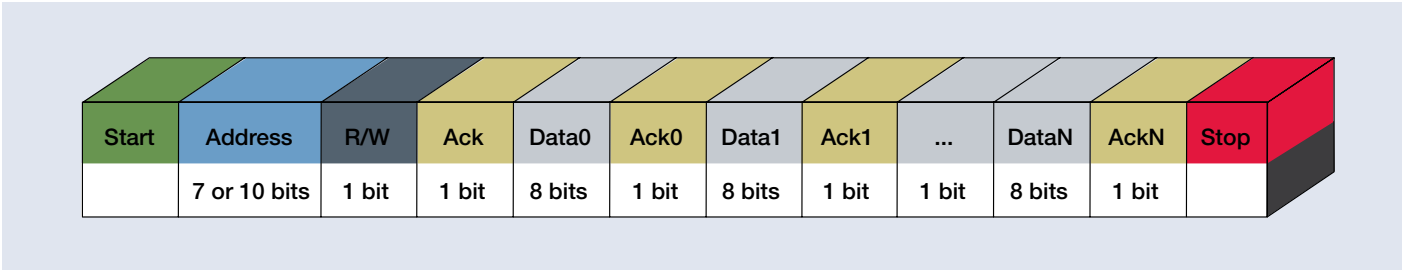 Start Address R/W Ack Data0 Ack0 Data1 Ack1 ... DataN AckN Stop
7 or 10 bits 1 bit 1 bit 8 bits 1 bit 8 bits 1 bit 1 bit 8 bits 1 bit